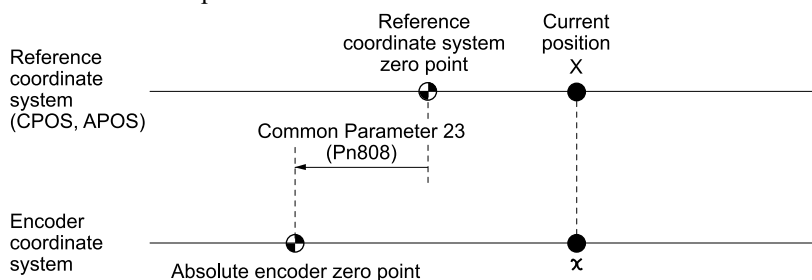 Reference
coordinate system
zero point
Current
position
X
Reference
coordinate
system
(CPOS, APOS)
Common Parameter 23
(Pn808)
Encoder
coordinate
system
Absolute encoder zero point
x